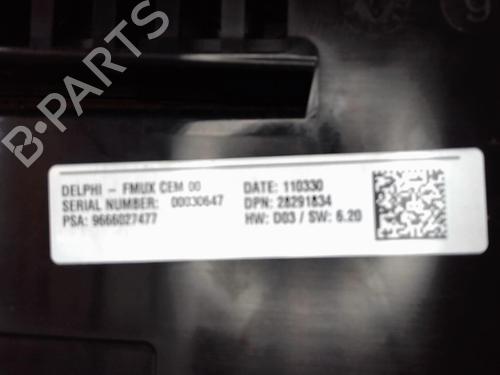 B-PARTS
DELPHI - FMUX CEM 00
SERIAL NUMBER: 00030647
PSA: 9666027477
DATE: 110330
DPN: 28291834
HW: D03 / SW: 6.20